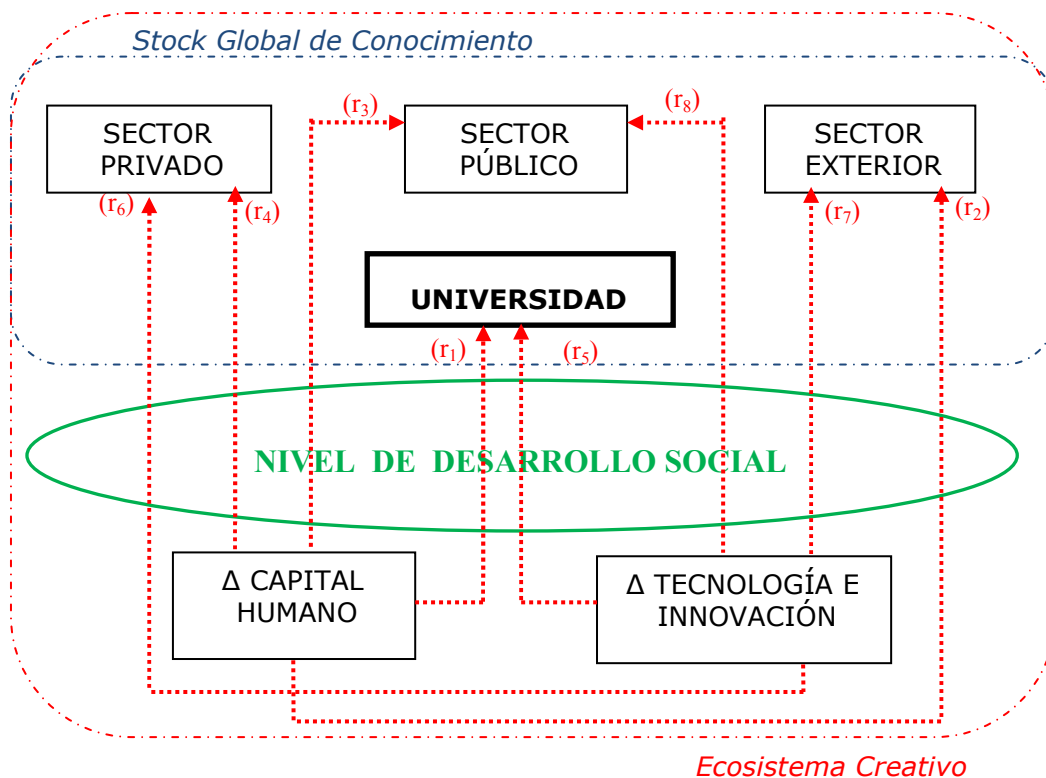 Stock Global de Conocimiento
(r3)
(r8)
SECTOR
PRIVADO
SECTOR
PÚBLICO
SECTOR
EXTERIOR
(r6)
(r4)
(r7)
(r2)
UNIVERSIDAD
(r1)
(r5)
NIVEL DE DESARROLLO SOCIAL
Δ CAPITAL
HUMANO
Δ TECNOLOGÍA E
INNOVACIÓN
Ecosistema Creativo